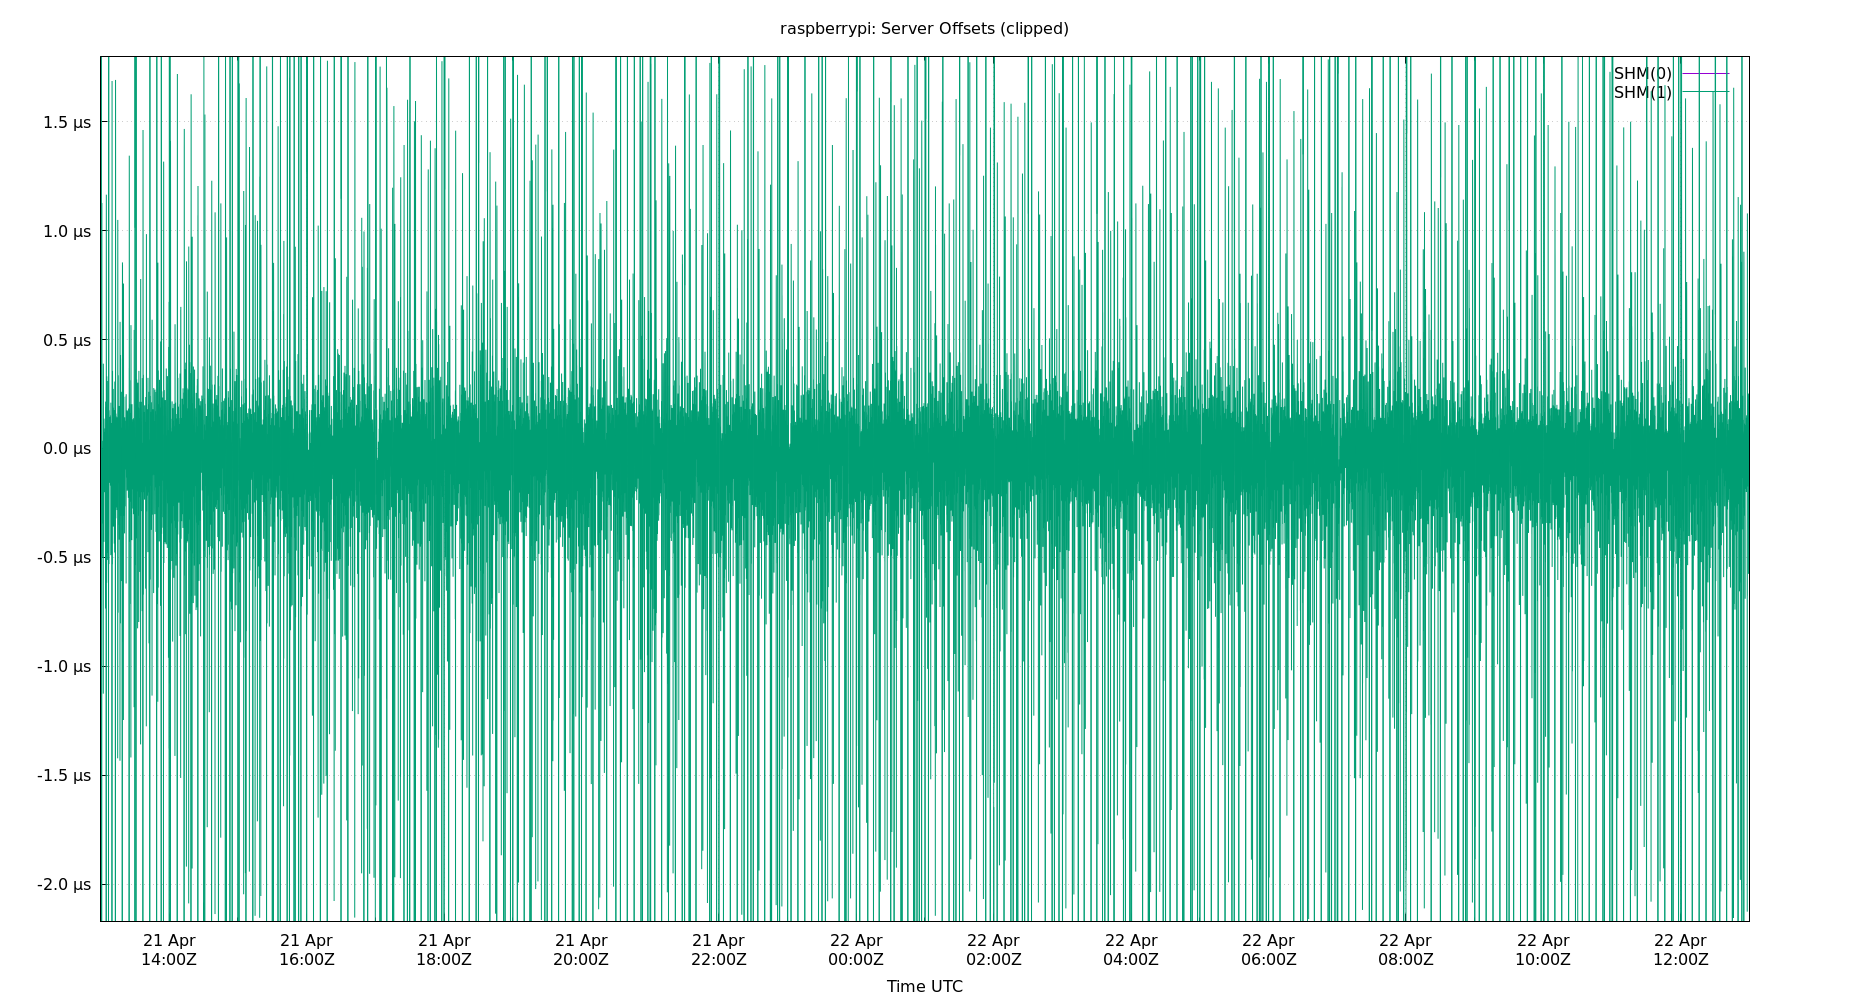 raspberrypi: Server Offsets (clipped)
SHM(0)
SHM(1)
1.5 µs
1.0 µs
0.5 µs
0.0 µs
-0.5 µs
-1.0 µs
-1.5 µs
-2.0 µs
21 Apr 21 Apr 21 Apr 21 Apr 21 Apr 22 Apr 22 Apr 22 Apr 22 Apr 22 Apr 22 Apr 22 Apr
14:00Z 16:00Z 18:00Z 20:00Z 22:00Z 00:00Z 02:00Z 04:00Z 06:00Z 08:00Z 10:00Z 12:00Z
Time UTC